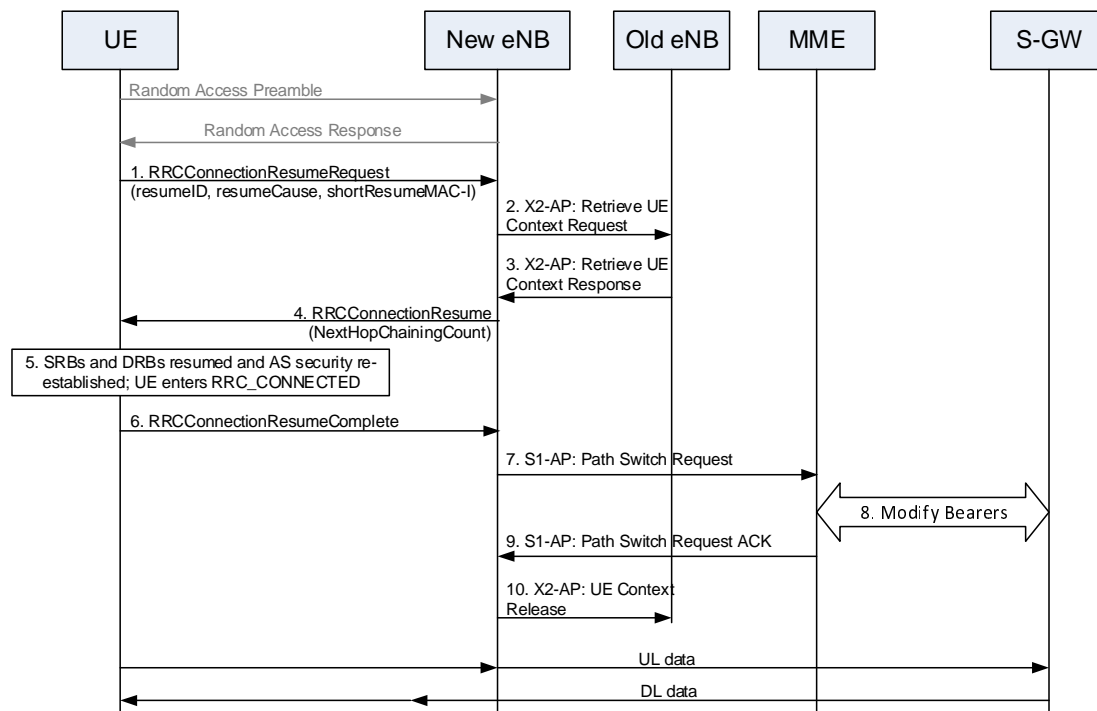 UE
New eNB
Old eNB
MME
S-GW
Random Access Preamble
Random Access Response
1. RRCConnectionResumeRequest
(resumeID, resumeCause, shortResumeMAC-I)
2. X2-AP: Retrieve UE
Context Request
3. X2-AP: Retrieve UE
Context Response
4. RRCConnectionResume
(NextHopChainingCount)
5. SRBs and DRBs resumed and AS security re-
established; UE enters RRC_CONNECTED
6. RRCConnectionResumeComplete
7. S1-AP: Path Switch Request
8. Modify Bearers
9. S1-AP: Path Switch Request ACK
10. X2-AP: UE Context
Release
UL data
DL data